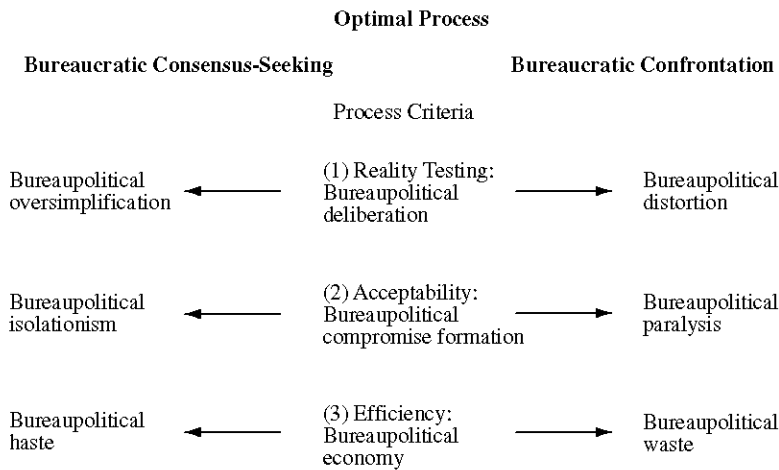 Optimal Process
Bureaucratic Consensus-Seeking
Bureaucratic Confrontation
Process Criteria
Bureaupolitical
oversimplification
(1) Reality Testing:
Bureaupolitical
deliberation
Bureaupolitical
distortion
Bureaupolitical
isolationism
(2) Acceptability:
Bureaupolitical
compromise formation
Bureaupolitical
paralysis
Bureaupolitical
haste
(3) Efficiency:
Bureaupolitical
economy
Bureaupolitical
waste